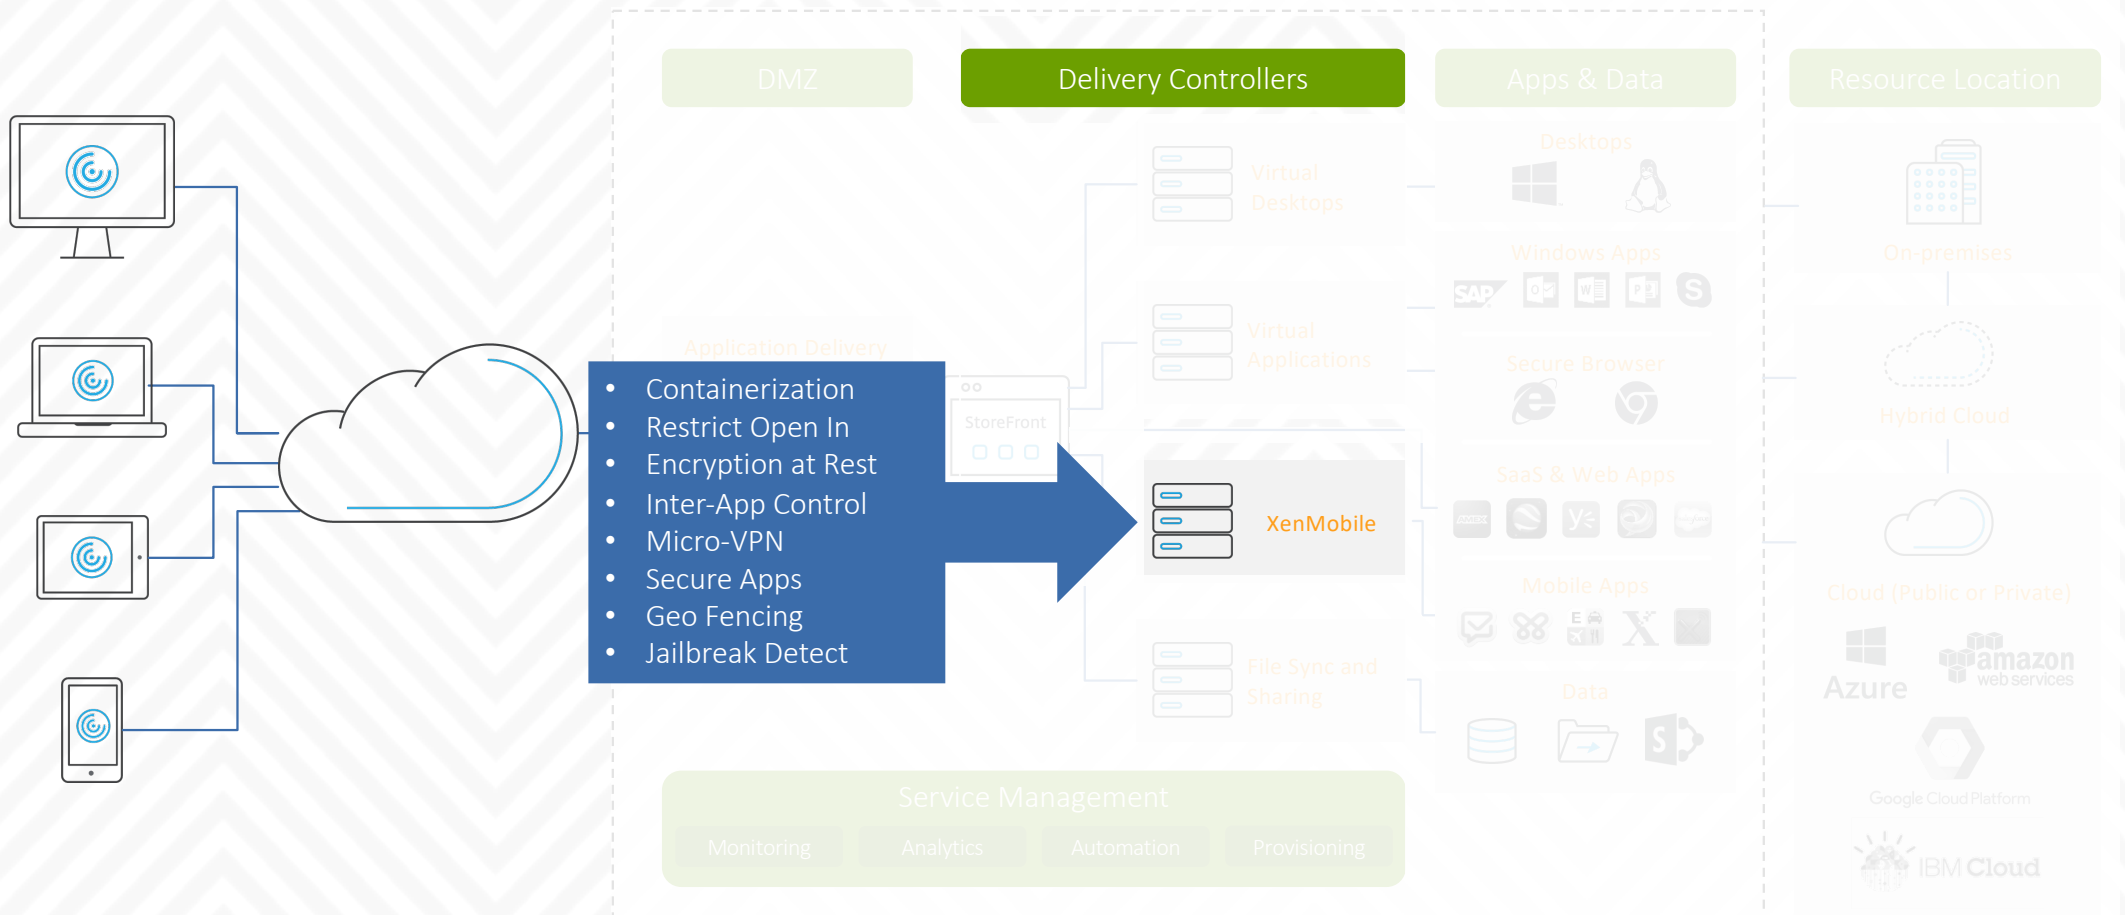 DMZ
Delivery Controllers
Apps & Data
Resource Location
Application Delivery
• Containerization
• Restrict Open In
• Encryption at Rest
• Inter-App Control
• Micro-VPN
• Secure Apps
• Geo Fencing
• Jailbreak Detect
StoreFront
Virtual
Desktops
Virtual
Applications
XenMobile
File Sync and
Sharing
Desktops
Windows Apps
SAP
Secure Browser
SaaS & Web Apps
Mobile Apps
Data
On-premises
Hybrid Cloud
Cloud (Public or Private)
Azure
amazon
web services
Google Cloud Platform
IBM Cloud
Service Management
Monitoring
Analytics
Automation
Provisioning